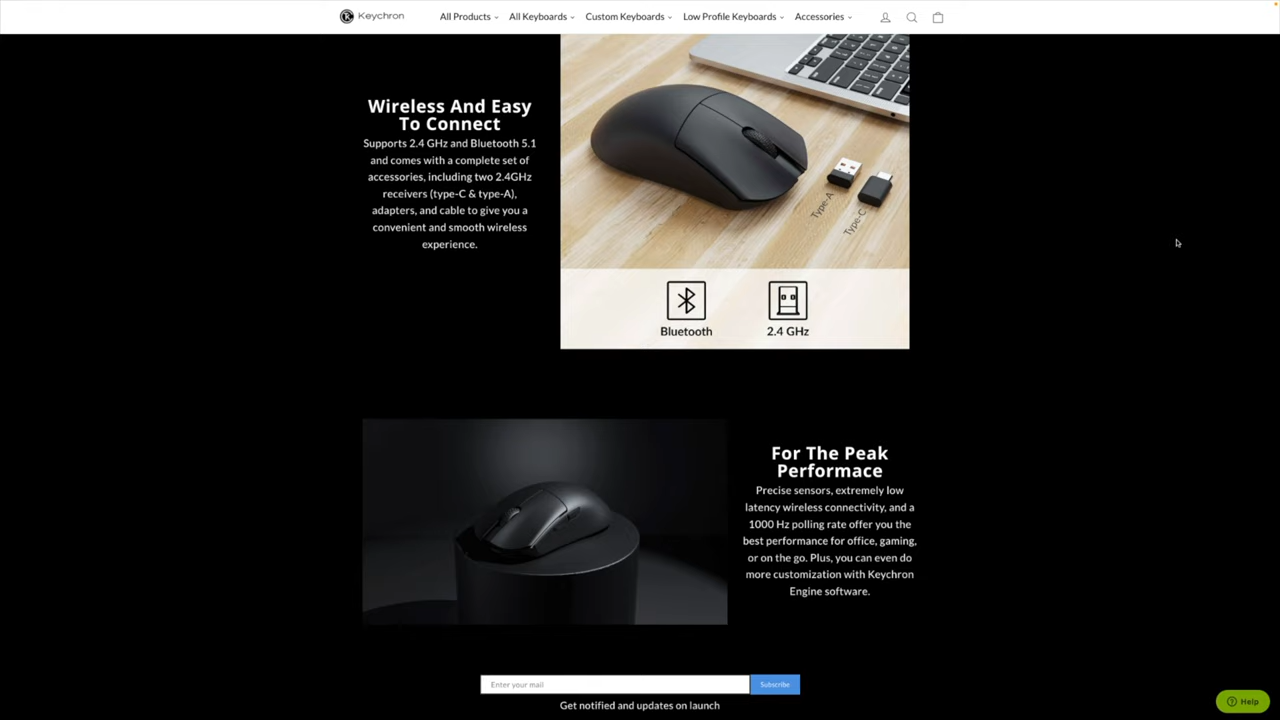 Keychron
All Products
All Keyboards
Custom Keyboards
Low Profile Keyboards
Accessories
Wireless And Easy
To Connect
Supports 2.4 GHz and Bluetooth 5.1
and comes with a complete set of
accessories, including two 2.4GHz
receivers (type-C & type-A),
adapters, and cable to give you a
convenient and smooth wireless
experience.
Type-A
Type-C
Bluetooth
2.4 GHz
For The Peak
Performace
Precise sensors, extremely low
latency wireless connectivity, and a
1000 Hz polling rate offer you the
best performance for office, gaming,
or on the go. Plus, you can even do
more customization with Keychron
Engine software.
Enter your mail
Subscribe
Get notified and updates on launch
Help